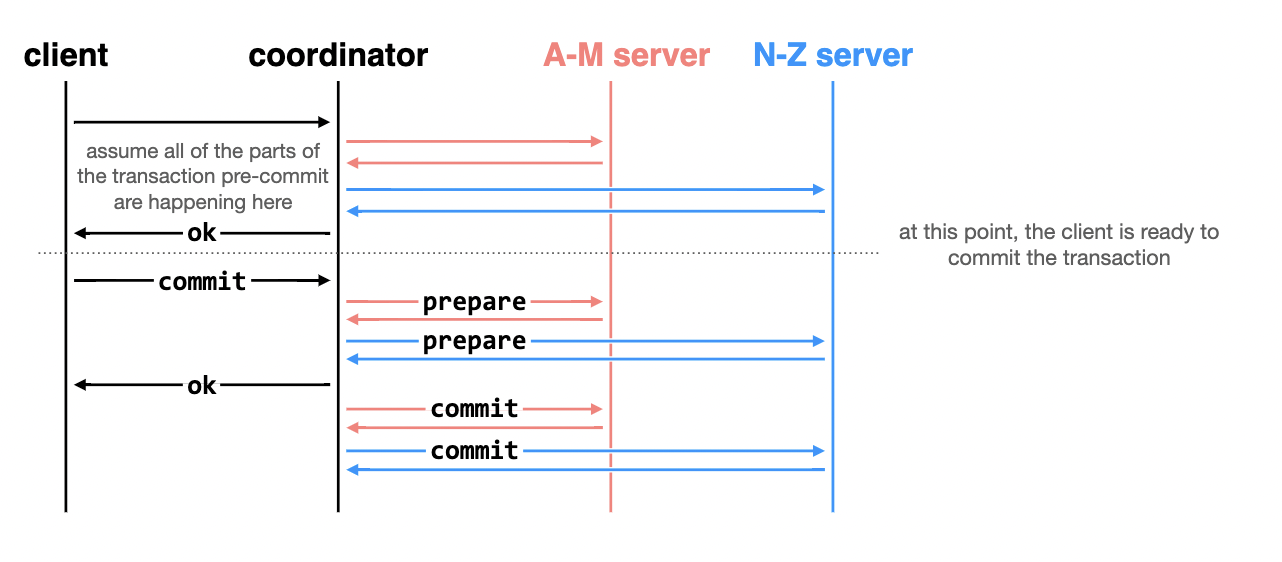 client
coordinator
A-M server
N-Z server
assume all of the parts of
the transaction pre-commit
are happening here
ok
at this point, the client is ready to
commit the transaction
commit
prepare
prepare
ok
commit
commit